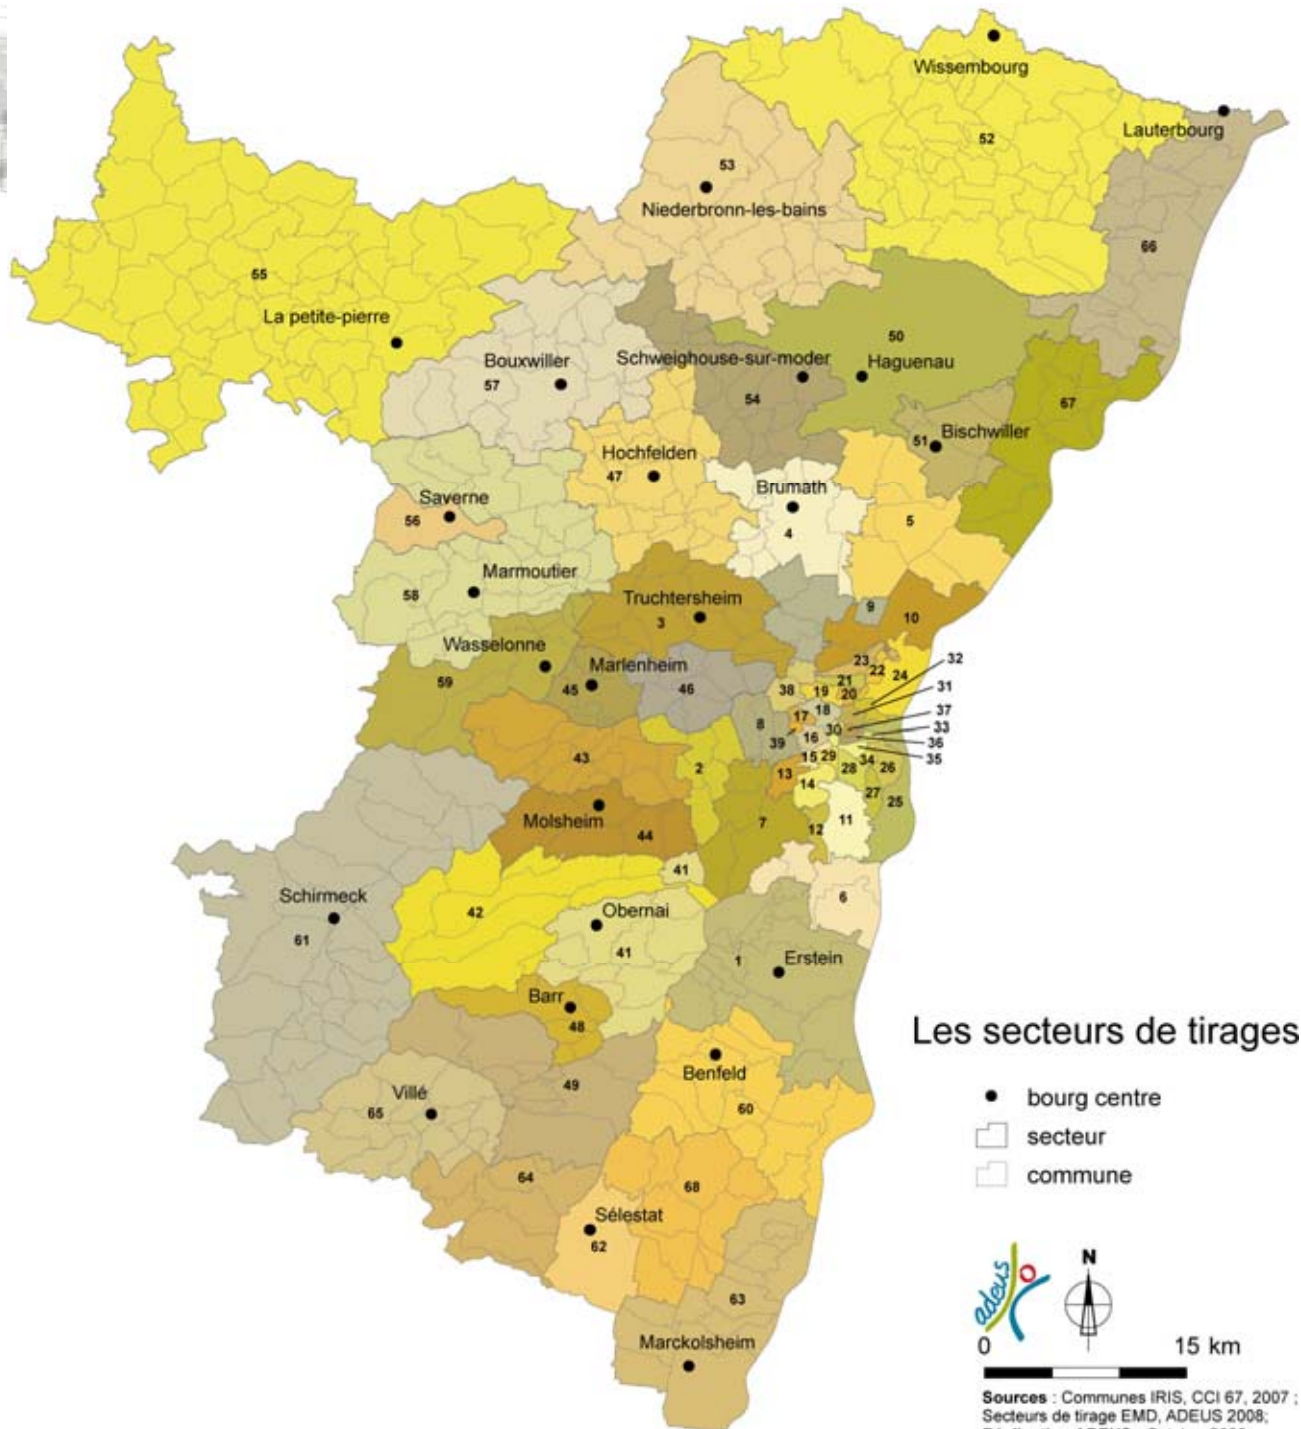 Wissembourg
52
Lauterbourg
53
Niederbronn-les-bains
66
55
La petite-pierre
50
Bouxwiller
Schweighouse-sur-moder
Haguenau
57
54
67
51
Bischwiller
Hochfelden
47
Saverne
Brumath
56
5
4
58
Marmoutier
Truchtersheim
3
9
10
Wasselonne
Marlenheim
23
22
24
32
59
45
46
38
19
21
20
31
8
17
18
37
39
16
30
33
36
43
2
15
29
34
35
13
28
26
14
27
25
Molsheim
44
7
12
11
41
Schirmeck
42
6
Obernai
61
41
1
Erstein
Barr
48
Les secteurs de tirages
Benfeld
49
Villé
65
60
bourg centre
secteur
commune
64
68
Sélestat
62
adeus
N
63
Marckolsheim
0
15 km
Sources : Communes IRIS, CCI 67, 2007 ;
Secteurs de tirage EMD, ADEUS 2008;